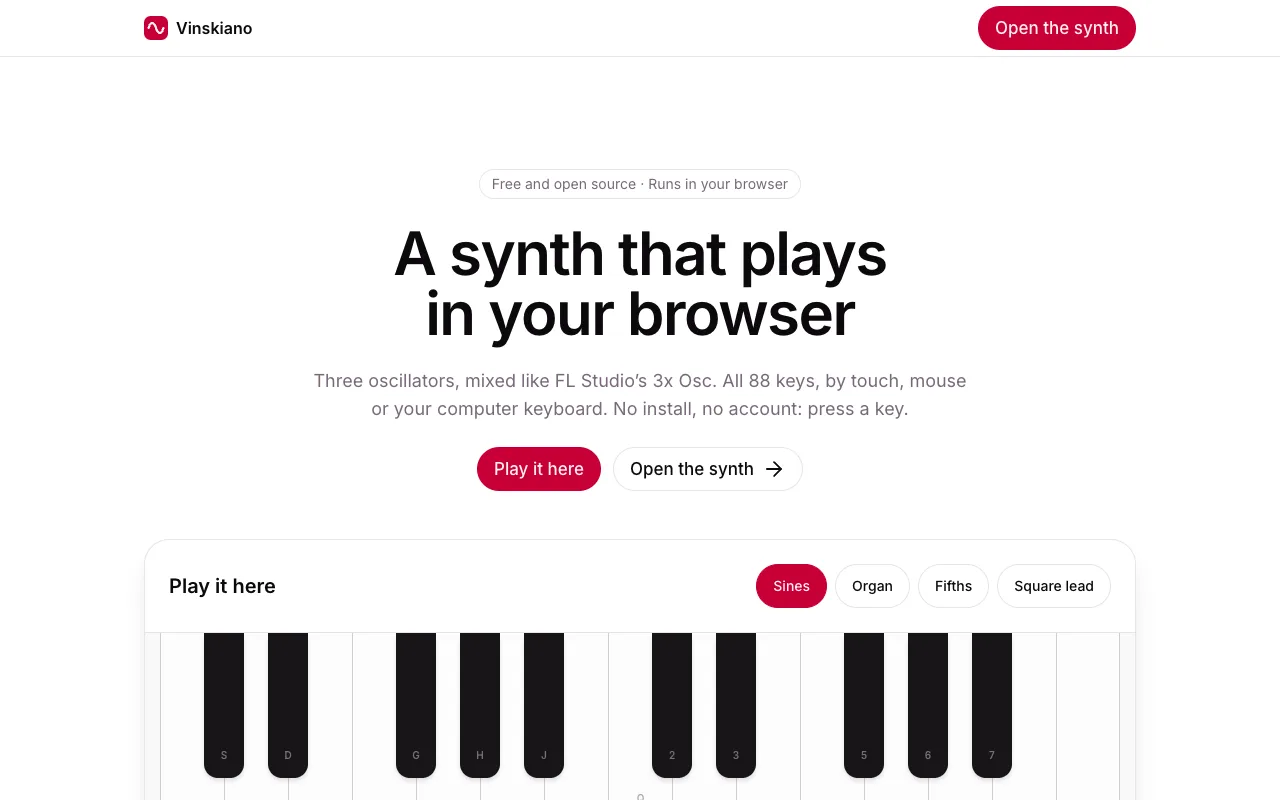 Vinskiano
Open the synth
Free and open source · Runs in your browser
A synth that plays
in your browser
Three oscillators, mixed like FL Studio’s 3x Osc. All 88 keys, by touch, mouse
or your computer keyboard. No install, no account: press a key.
Play it here
Open the synth →
Play it here
Sines
Organ
Fifths
Square lead
S
D
G
H
J
2
3
5
6
7